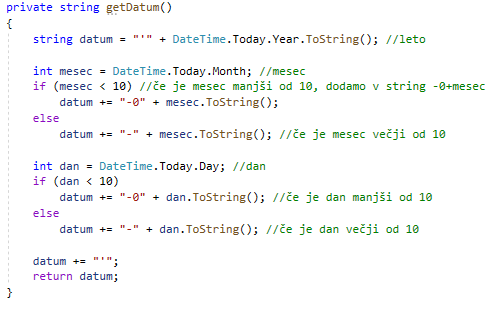 private string getDatum()
{
    string datum = "'" + DateTime.Today.Year.ToString(); //leto

    int mesec = DateTime.Today.Month; //mesec
    if (mesec < 10) //če je mesec manjši od 10, dodamo v string -0+mesec
        datum += "-0" + mesec.ToString();
    else
        datum += "-" + mesec.ToString(); //če je mesec večji od 10

    int dan = DateTime.Today.Day; //dan
    if (dan < 10)
        datum += "-0" + dan.ToString(); //če je dan manjši od 10
    else
        datum += "-" + dan.ToString(); //če je dan večji od 10

    datum += "'";
    return datum;
}